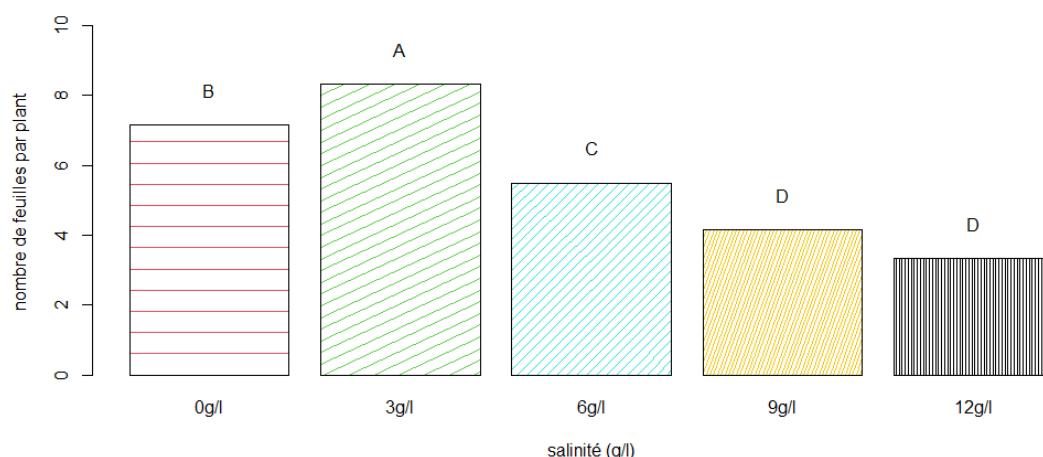 10
8
6
4
2
0
nombre de feuilles par plant
B
A
C
D
D
0g/l
3g/l
6g/l
9g/l
12g/l
salinité (g/l)